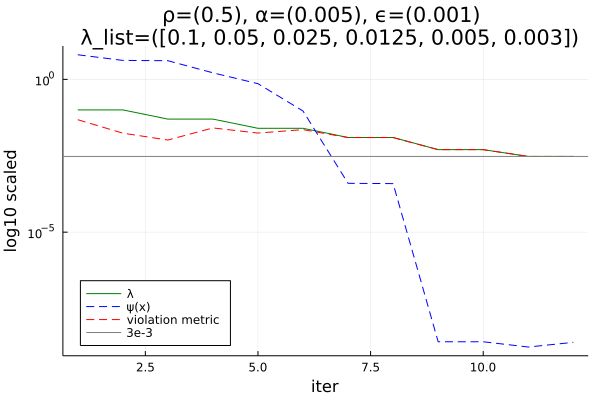 ρ=(0.5), α=(0.005), ϵ=(0.001)
λ_list=([0.1, 0.05, 0.025, 0.0125, 0.005, 0.003])
log10 scaled
10⁰
10⁻⁵
λ
ψ(x)
violation metric
3e-3
2.5 5.0 7.5 10.0
iter